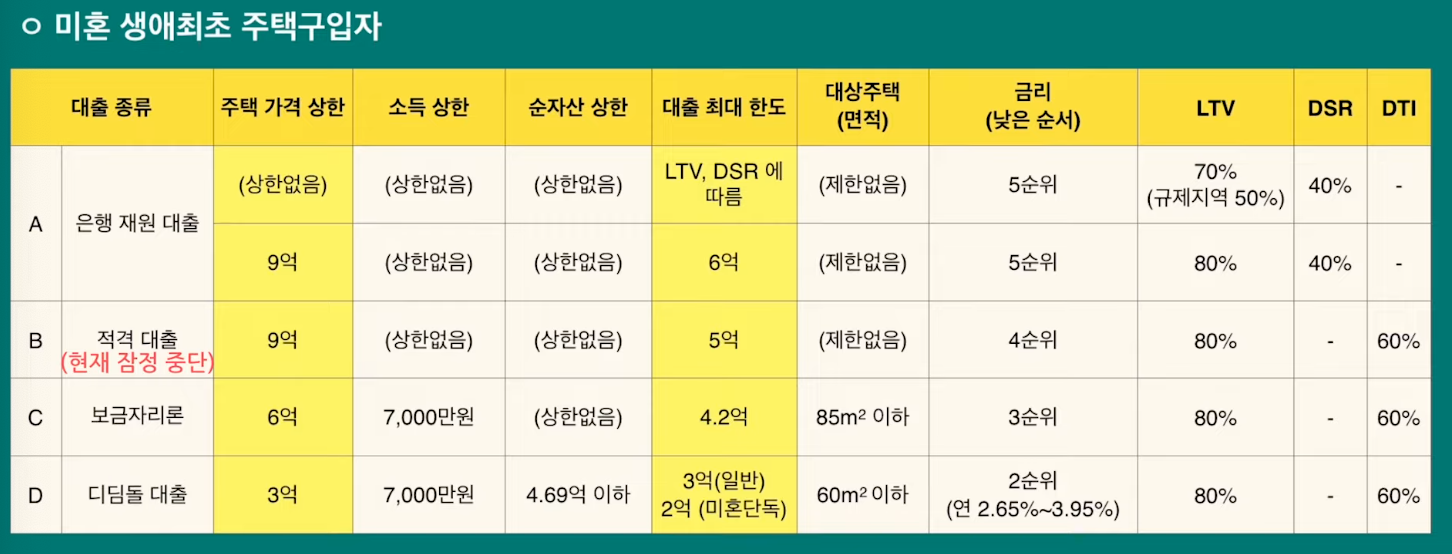 ㅇ 미혼 생애최초 주택구입자
대출 종류 주택 가격 상한 소득 상한 순자산 상한 대출 최대 한도 대상주택 (면적) 금리 (낮은 순서) LTV DSR DTI
A 은행 재원 대출 (상한없음) (상한없음) (상한없음) LTV, DSR 에 따름 (제한없음) 5순위 70% (규제지역 50%) 40% -
9억 (상한없음) (상한없음) 6억 (제한없음) 5순위 80% 40% -
B 적격 대출 (현재 잠정 중단) 9억 (상한없음) (상한없음) 5억 (제한없음) 4순위 80% - 60%
C 보금자리론 6억 7,000만원 (상한없음) 4.2억 85m² 이하 3순위 80% - 60%
D 디딤돌 대출 3억 7,000만원 4.69억 이하 3억(일반) 2억 (미혼단독) 60m² 이하 2순위 (연 2.65%~3.95%) 80% - 60%